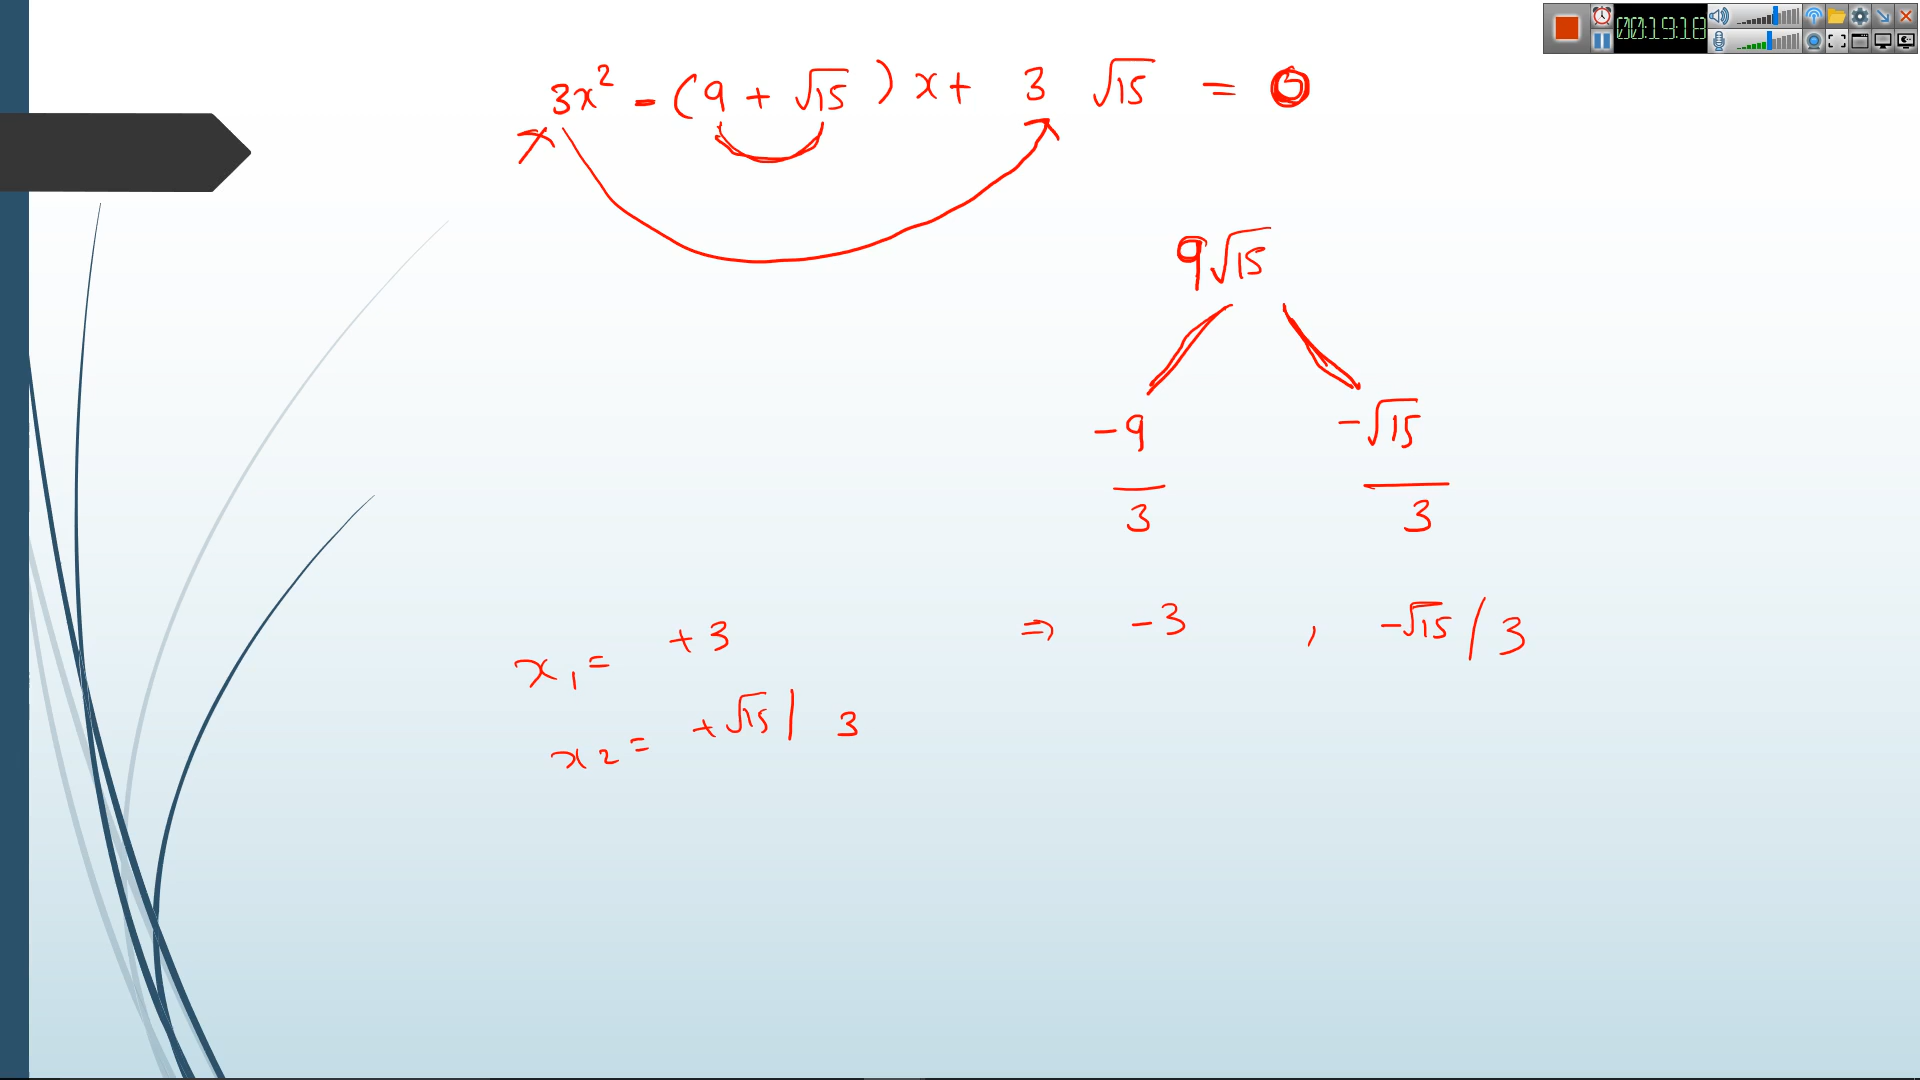 00:19:18
3x² - (9 + √15) x + 3 √15 = 0
9√15
-9 -√15
3 3
⇒ -3 , -√15 / 3
x₁ = +3
x₂ = +√15 | 3